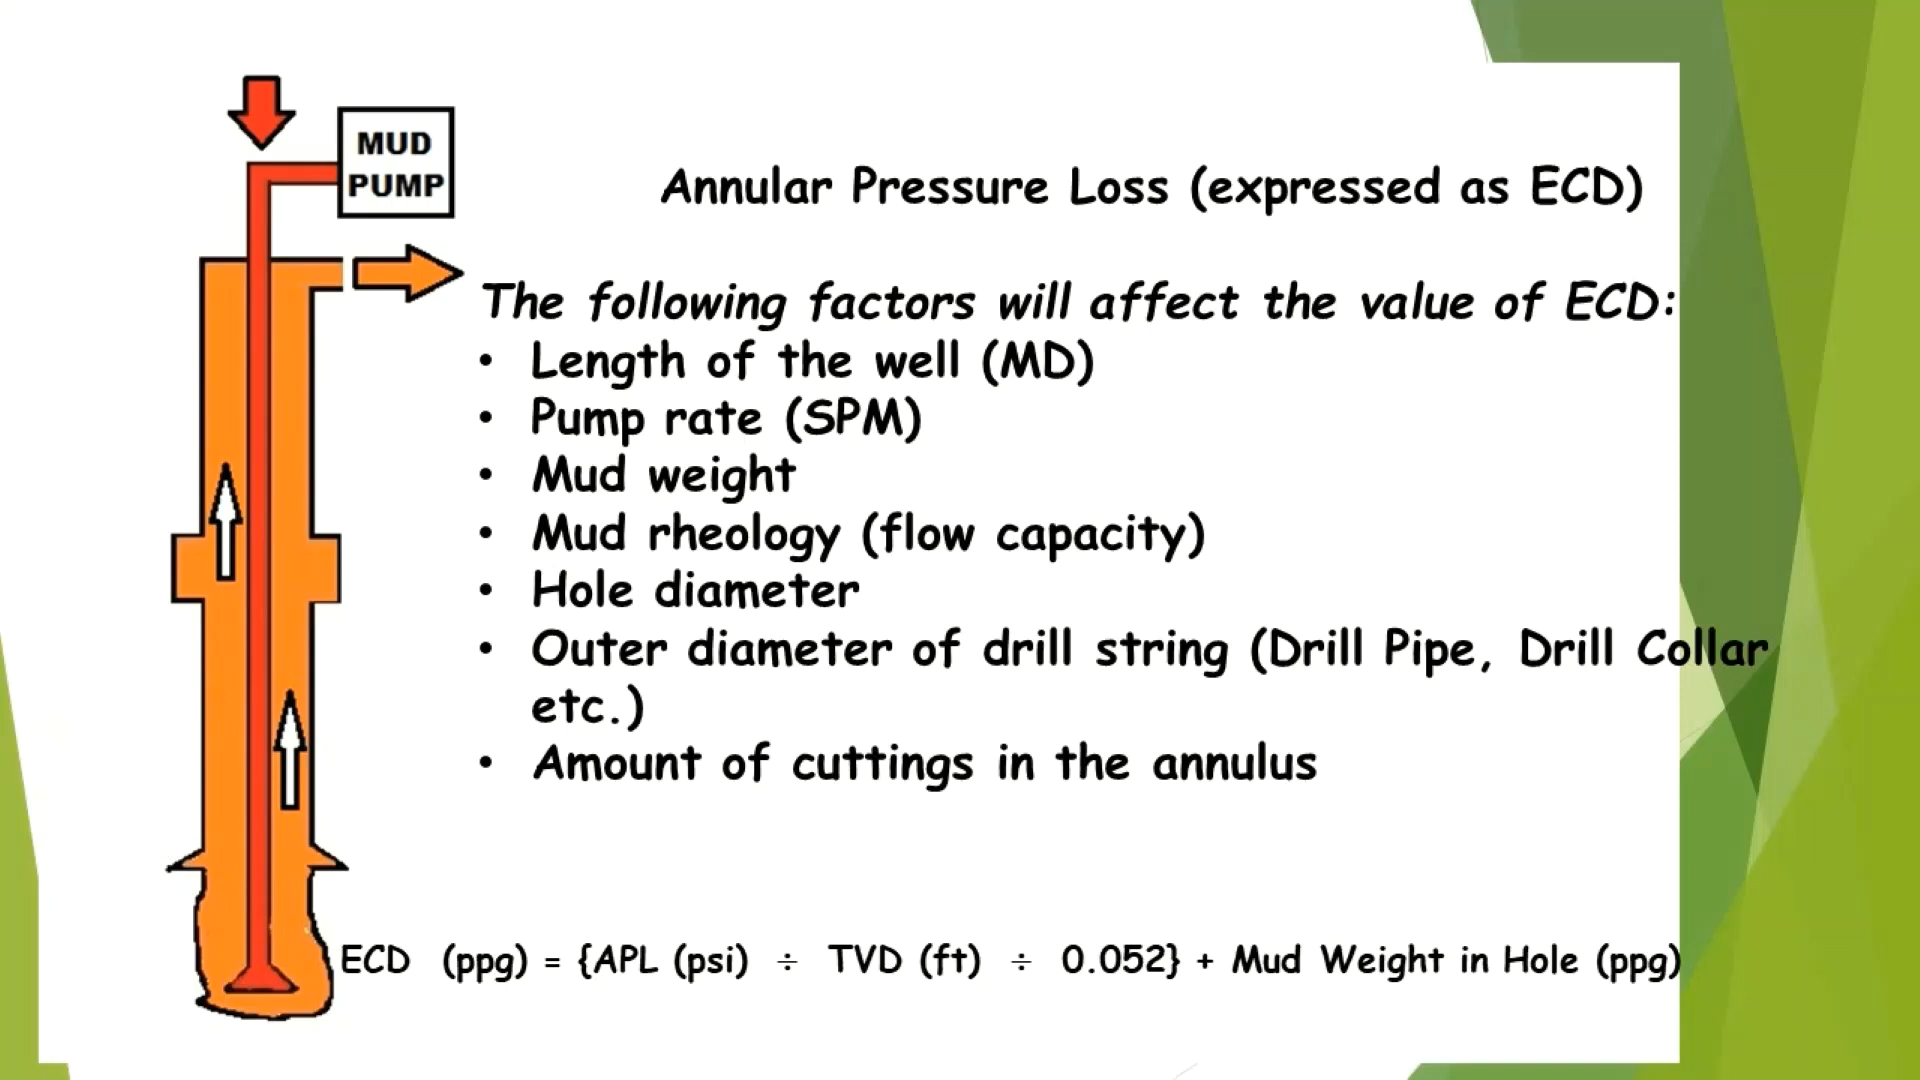 MUD
PUMP
Annular Pressure Loss (expressed as ECD)
The following factors will affect the value of ECD:
• Length of the well (MD)
• Pump rate (SPM)
• Mud weight
• Mud rheology (flow capacity)
• Hole diameter
• Outer diameter of drill string (Drill Pipe, Drill Collar
etc.)
• Amount of cuttings in the annulus
ECD (ppg) = {APL (psi) ÷ TVD (ft) ÷ 0.052} + Mud Weight in Hole (ppg)